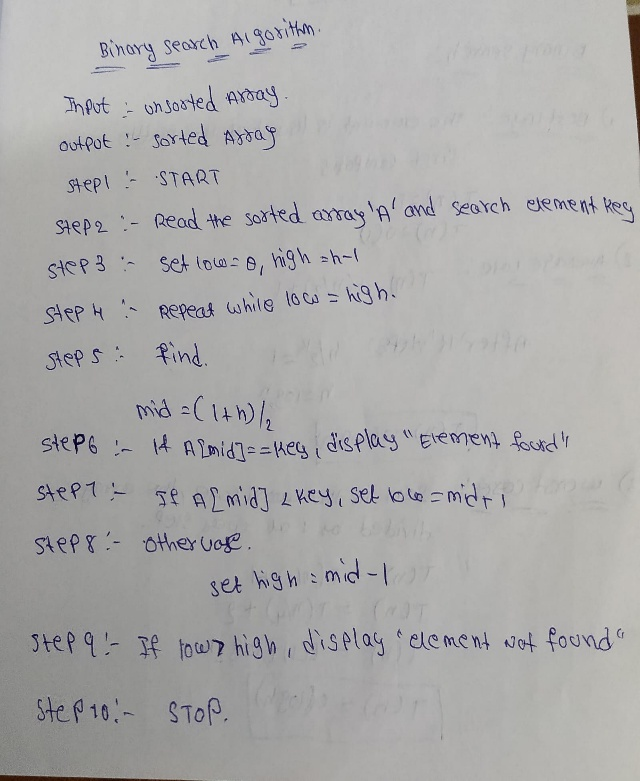 Binary search Algorithm.
Input :- unsorted Array.
output :- sorted Array
step1 :- START
step2 :- Read the sorted array 'A' and search element key
step 3 :- set low = 0, high = n-1
step 4 :- Repeat while low = high.
step 5 :- find.
mid = (l+h)/2
step6 :- If A[mid]==key, display "Element found"
step7 :- If A[mid] < key, set low = mid+1
step 8 :- otherwase.
set high = mid-1
step 9 :- If low> high, display "element not found"
step 10:- STOP.